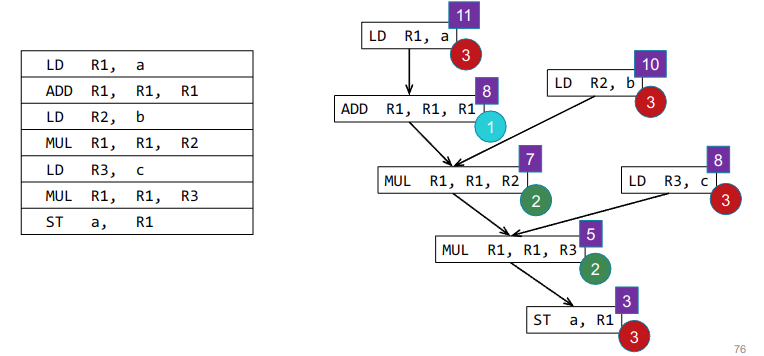 LD R1, a
ADD R1, R1, R1
LD R2, b
MUL R1, R1, R2
LD R3, c
MUL R1, R1, R3
ST a, R1
11
LD R1, a
3
10
LD R2, b
3
8
ADD R1, R1, R1
1
7
MUL R1, R1, R2
2
8
LD R3, c
3
5
MUL R1, R1, R3
2
3
ST a, R1
3
76